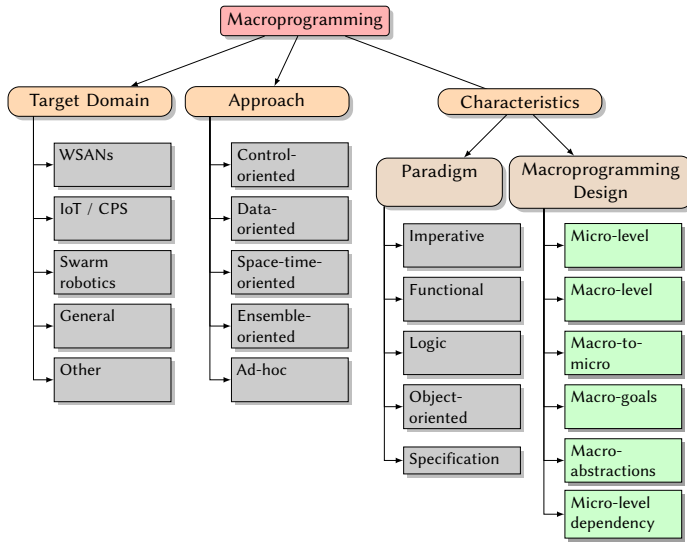 Macroprogramming
Target Domain
WSANs
IoT / CPS
Swarm
robotics
General
Other
Approach
Control-
oriented
Data-
oriented
Space-time-
oriented
Ensemble-
oriented
Ad-hoc
Characteristics
Paradigm
Imperative
Functional
Logic
Object-
oriented
Specification
Macroprogramming
Design
Micro-level
Macro-level
Macro-to-
micro
Macro-goals
Macro-
abstractions
Micro-level
dependency